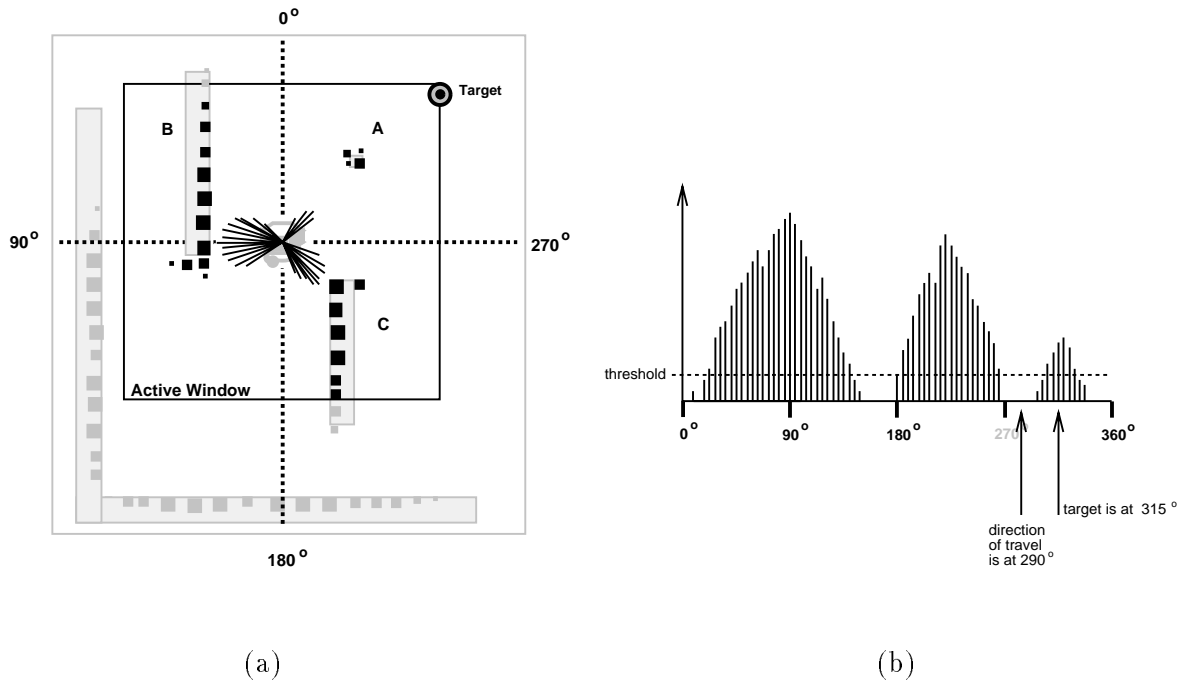 0°
Target
A
B
90°
270°
C
Active Window
180°
(a)
threshold
0°
90°
180°
270°
360°
target is at 315°
direction
of travel
is at 290°
(b)